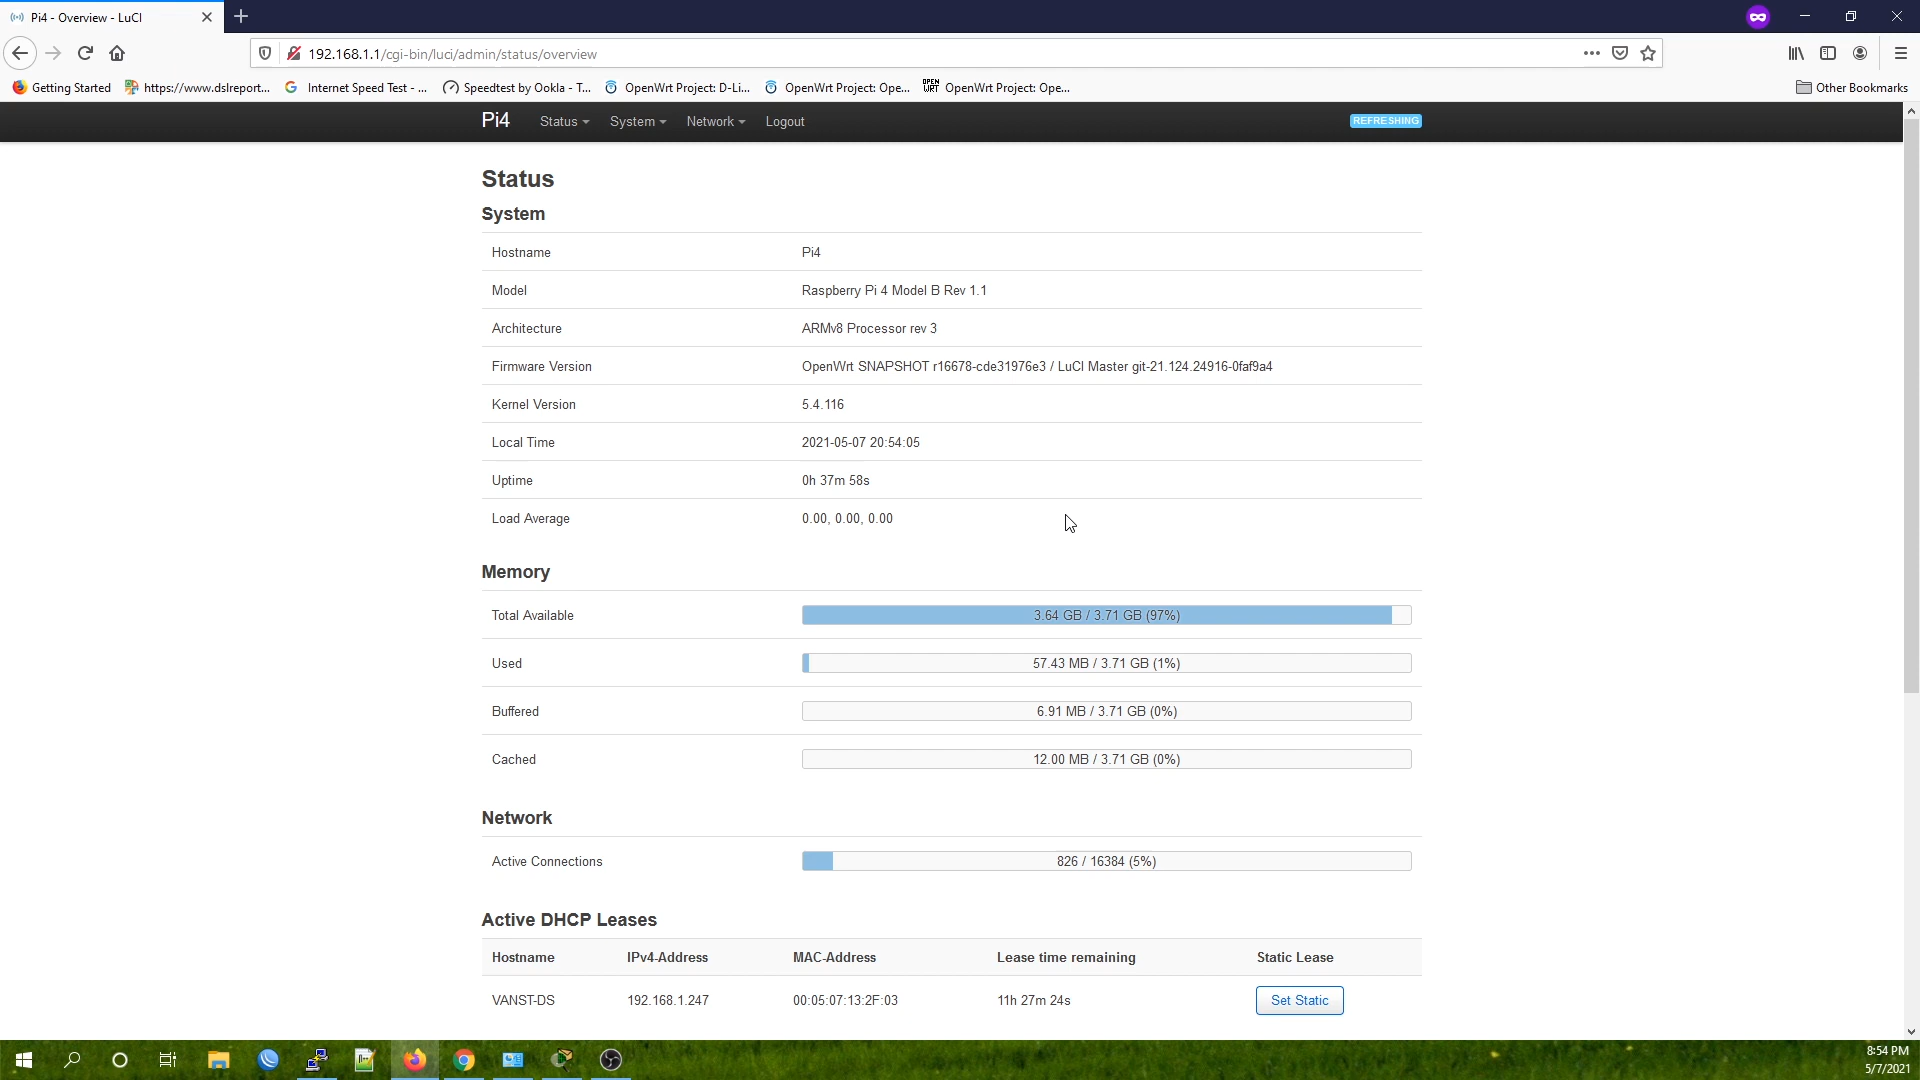 Pi4 - Overview - LuCI
192.168.1.1/cgi-bin/luci/admin/status/overview
Getting Started https://www.dslreport... Internet Speed Test - ... Speedtest by Ookla - T... OpenWrt Project: D-Li... OpenWrt Project: Ope... OPEN WRT OpenWrt Project: Ope... Other Bookmarks
Pi4 Status System Network Logout REFRESHING
Status
System
Hostname Pi4
Model Raspberry Pi 4 Model B Rev 1.1
Architecture ARMv8 Processor rev 3
Firmware Version OpenWrt SNAPSHOT r16678-cde31976e3 / LuCI Master git-21.124.24916-0faf9a4
Kernel Version 5.4.116
Local Time 2021-05-07 20:54:05
Uptime 0h 37m 58s
Load Average 0.00, 0.00, 0.00
Memory
Total Available 3.64 GB / 3.71 GB (97%)
Used 57.43 MB / 3.71 GB (1%)
Buffered 6.91 MB / 3.71 GB (0%)
Cached 12.00 MB / 3.71 GB (0%)
Network
Active Connections 826 / 16384 (5%)
Active DHCP Leases
Hostname IPv4-Address MAC-Address Lease time remaining Static Lease
VANST-DS 192.168.1.247 00:05:07:13:2F:03 11h 27m 24s Set Static
8:54 PM
5/7/2021